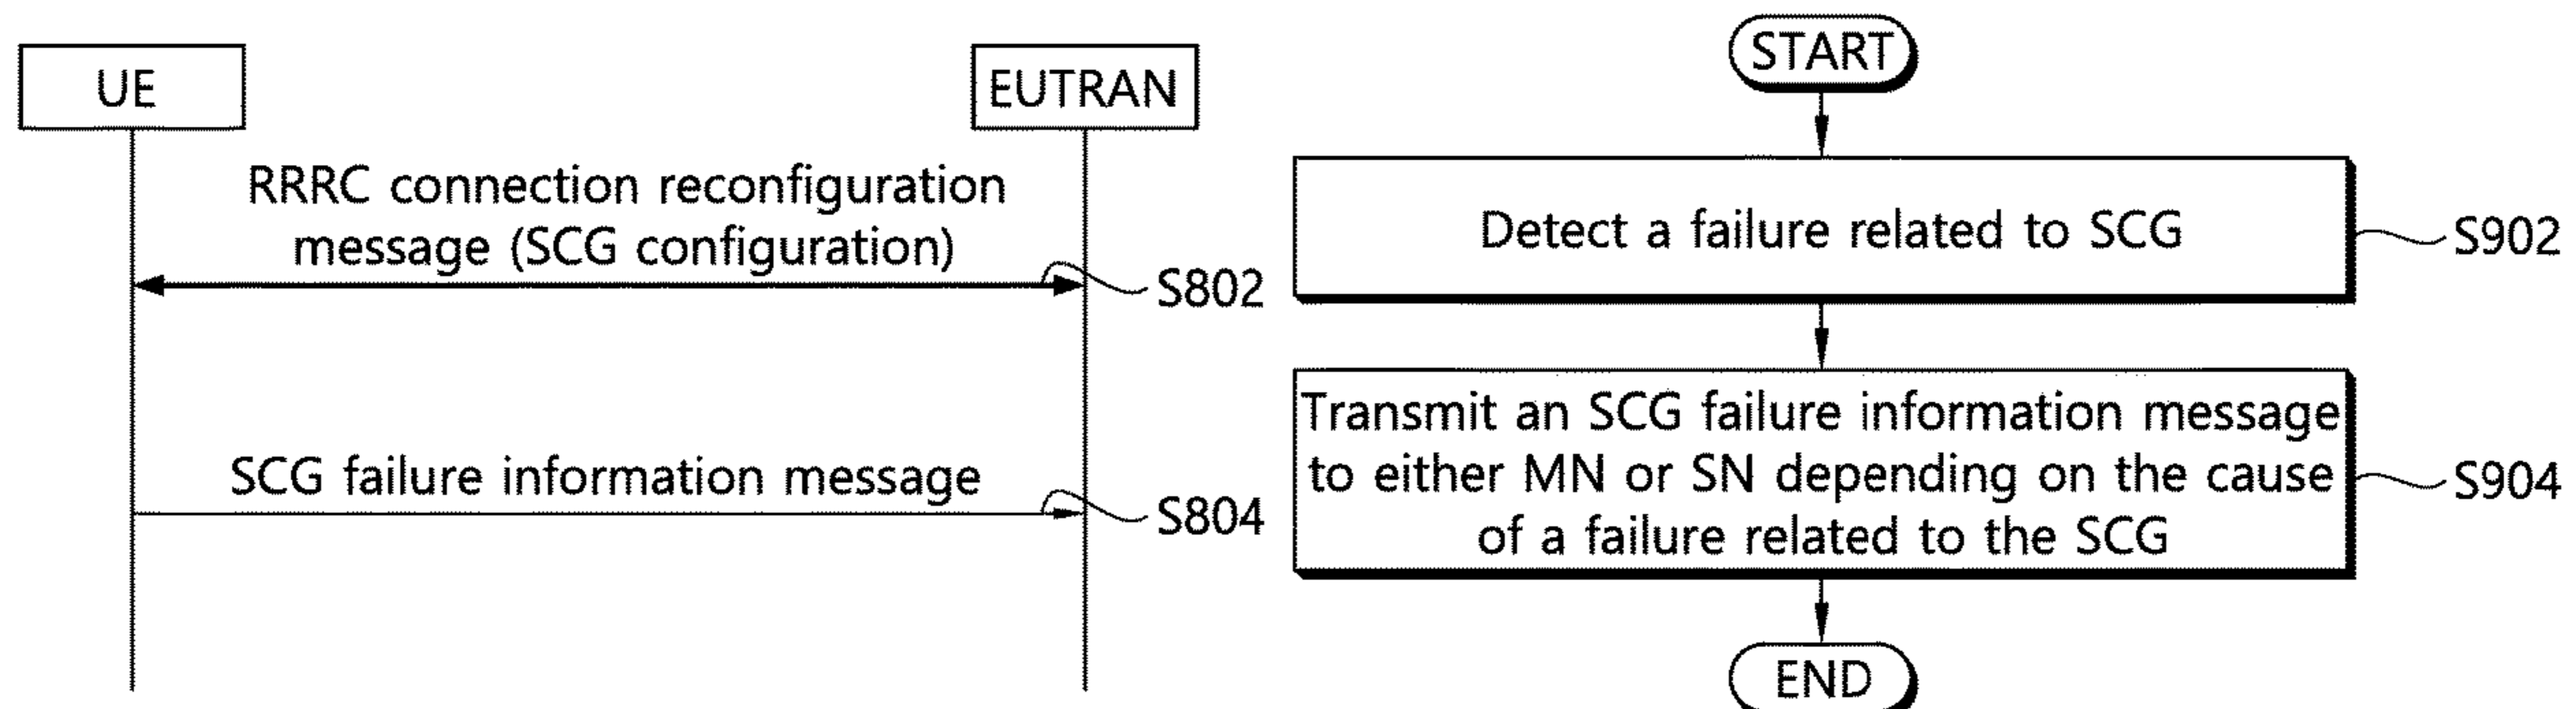 UE
EUTRAN
RRRC connection reconfiguration
message (SCG configuration)
S802
SCG failure information message
S804
START
Detect a failure related to SCG
S902
Transmit an SCG failure information message
to either MN or SN depending on the cause
of a failure related to the SCG
S904
END